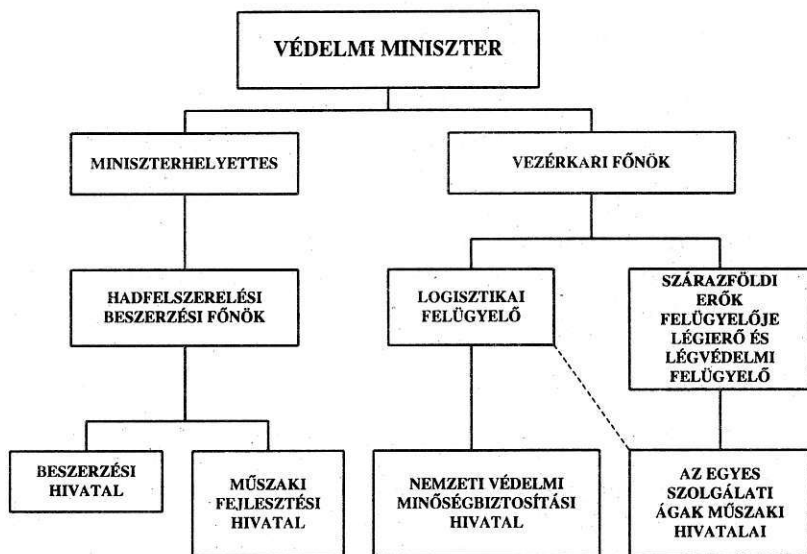 VÉDELMI MINISZTER
MINISZTERHELYETTES
VEZÉRKARI FŐNÖK
HADFELSZERELÉSI
BESZERZÉSI FŐNÖK
LOGISZTIKAI
FELÜGYELŐ
SZÁRAZFÖLDI
ERŐK
FELÜGYELŐJE
LÉGIERŐ ÉS
LÉGVÉDELMI
FELÜGYELŐ
BESZERZÉSI
HIVATAL
MŰSZAKI
FEJLESZTÉSI
HIVATAL
NEMZETI VÉDELMI
MINŐSÉGBIZTOSÍTÁSI
HIVATAL
AZ EGYES
SZOLGÁLATI
ÁGAK MŰSZAKI
HIVATALAI